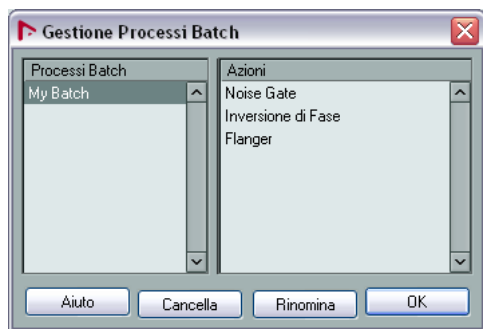 Gestione Processi Batch
Processi Batch
My Batch
Azioni
Noise Gate
Inversione di Fase
Flanger
Aiuto
Cancella
Rinomina
OK